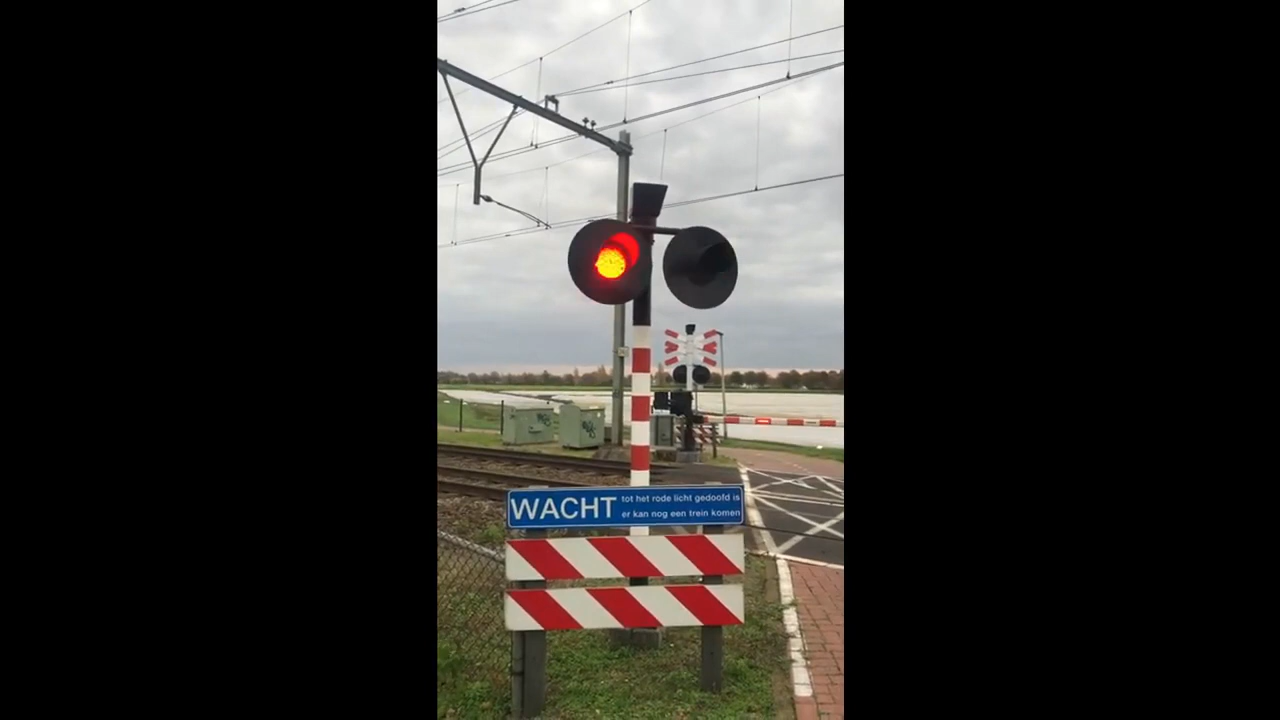 WACHT
tot het rode licht gedoofd is
er kan nog een trein komen